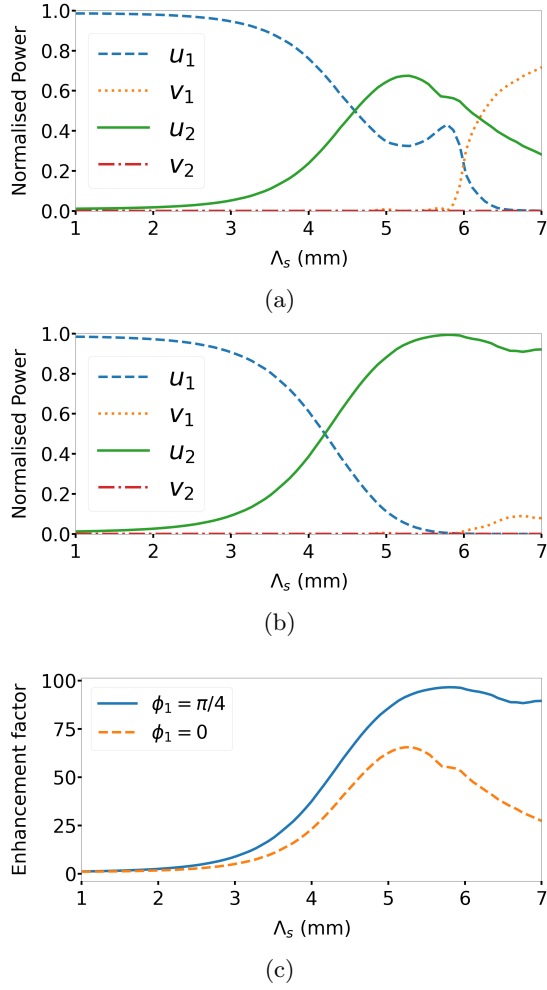 1.0
0.8
0.6
0.4
0.2
0.0
Normalised Power
u₁
v₁
u₂
v₂
1 2 3 4 5 6 7
Λₛ (mm)
(a)
1.0
0.8
0.6
0.4
0.2
0.0
Normalised Power
u₁
v₁
u₂
v₂
1 2 3 4 5 6 7
Λₛ (mm)
(b)
100
75
50
25
0
Enhancement factor
ϕ₁ = π/4
ϕ₁ = 0
1 2 3 4 5 6 7
Λₛ (mm)
(c)